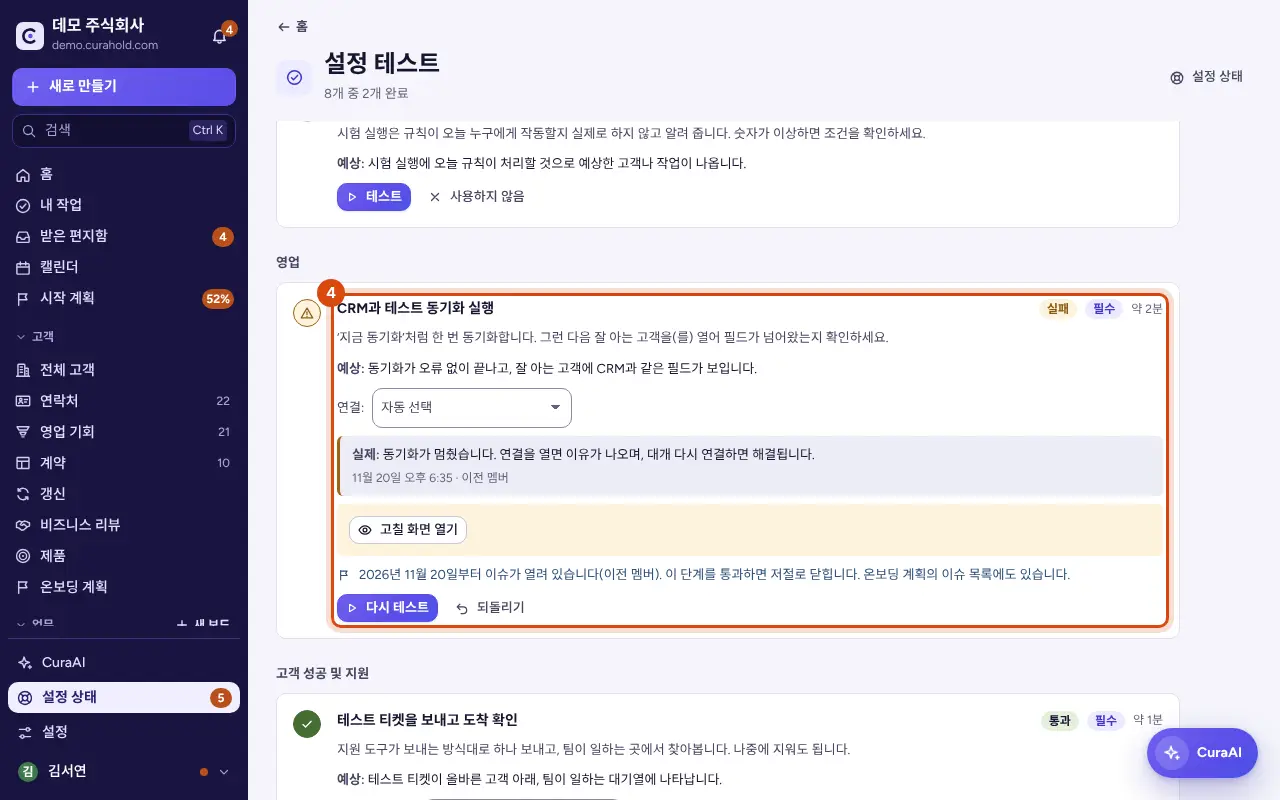 데모 주식회사
demo.curahold.com
4
새로 만들기
검색
Ctrl K
홈
내 작업
받은 편지함
4
캘린더
시작 계획
52%
고객
전체 고객
연락처
22
영업 기회
21
계약
10
갱신
비즈니스 리뷰
제품
온보딩 계획
업무
새 보드
CuraAI
설정 상태
5
설정
김
김서연
홈
설정 테스트
8개 중 2개 완료
설정 상태
시험 실행은 규칙이 오늘 누구에게 작동할지 실제로 하지 않고 알려 줍니다. 숫자가 이상하면 조건을 확인하세요.
예상: 시험 실행에 오늘 규칙이 처리할 것으로 예상한 고객나 작업이 나옵니다.
테스트
사용하지 않음
영업
4
CRM과 테스트 동기화 실행
실패
필수
약 2분
‘지금 동기화’처럼 한 번 동기화합니다. 그런 다음 잘 아는 고객을(를) 열어 필드가 넘어왔는지 확인하세요.
예상: 동기화가 오류 없이 끝나고, 잘 아는 고객에 CRM과 같은 필드가 보입니다.
연결:
자동 선택
실제: 동기화가 멈췄습니다. 연결을 열면 이유가 나오며, 대개 다시 연결하면 해결됩니다.
11월 20일 오후 6:35 · 이전 멤버
고칠 화면 열기
2026년 11월 20일부터 이슈가 열려 있습니다(이전 멤버). 이 단계를 통과하면 저절로 닫힙니다. 온보딩 계획의 이슈 목록에도 있습니다.
다시 테스트
되돌리기
고객 성공 및 지원
테스트 티켓을 보내고 도착 확인
통과
필수
약 1분
지원 도구가 보내는 방식대로 하나 보내고, 팀이 일하는 곳에서 찾아봅니다. 나중에 지워도 됩니다.
예상: 테스트 티켓이 올바른 고객 아래, 팀이 일하는 대기열에 나타납니다.
CuraAI